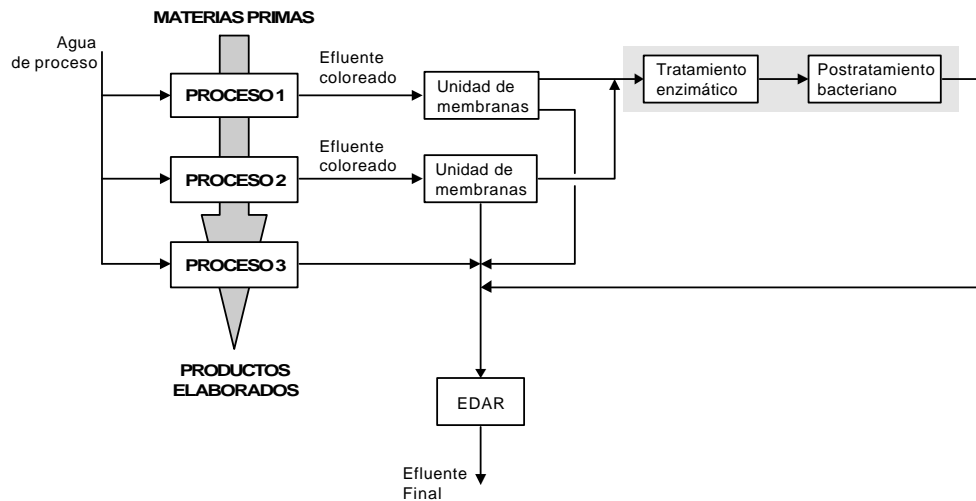 MATERIAS PRIMAS
Agua
de proceso
Efluente
coloreado
PROCESO 1
Unidad de
membranas
Tratamiento
enzimático
Postratamiento
bacteriano
Efluente
coloreado
PROCESO 2
Unidad de
membranas
PROCESO 3
PRODUCTOS
ELABORADOS
EDAR
Efluente
Final